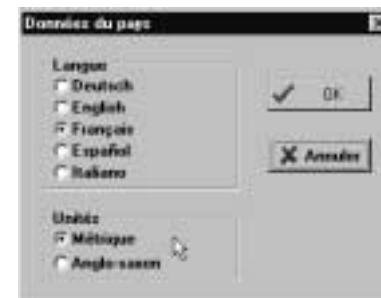 Données du pays
Langue
Deutsch
English
Français
Español
Italiano
OK
Annuler
Unités
Métrique
Anglo-saxon